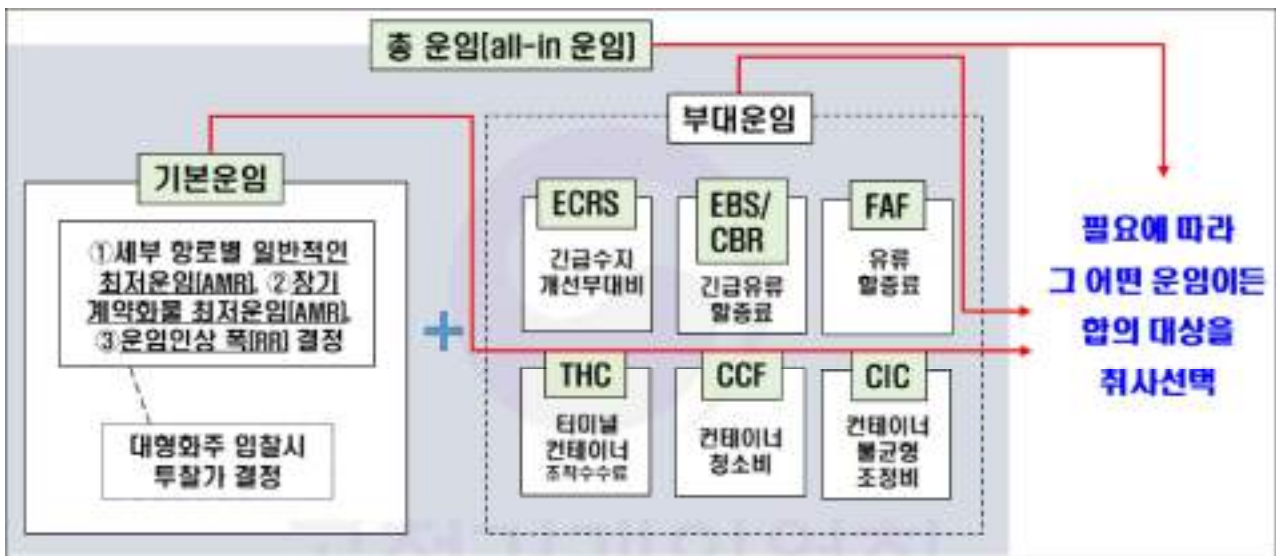 총 운임[all-in 운임]
부대운임
기본운임
①세부 항로별 일반적인
최저운임[AMR], ②장기
계약화물 최저운임[AMR],
③운임인상 폭[RR] 결정
대형화주 입찰시
투찰가 결정
+
ECRS
긴급수지
개선부대비
EBS/
CBR
긴급유류
할증료
FAF
유류
할증료
THC
터미널
컨테이너
조작수수료
CCF
컨테이너
청소비
CIC
컨테이너
불균형
조정비
필요에 따라
그 어떤 운임이든
합의 대상을
취사선택